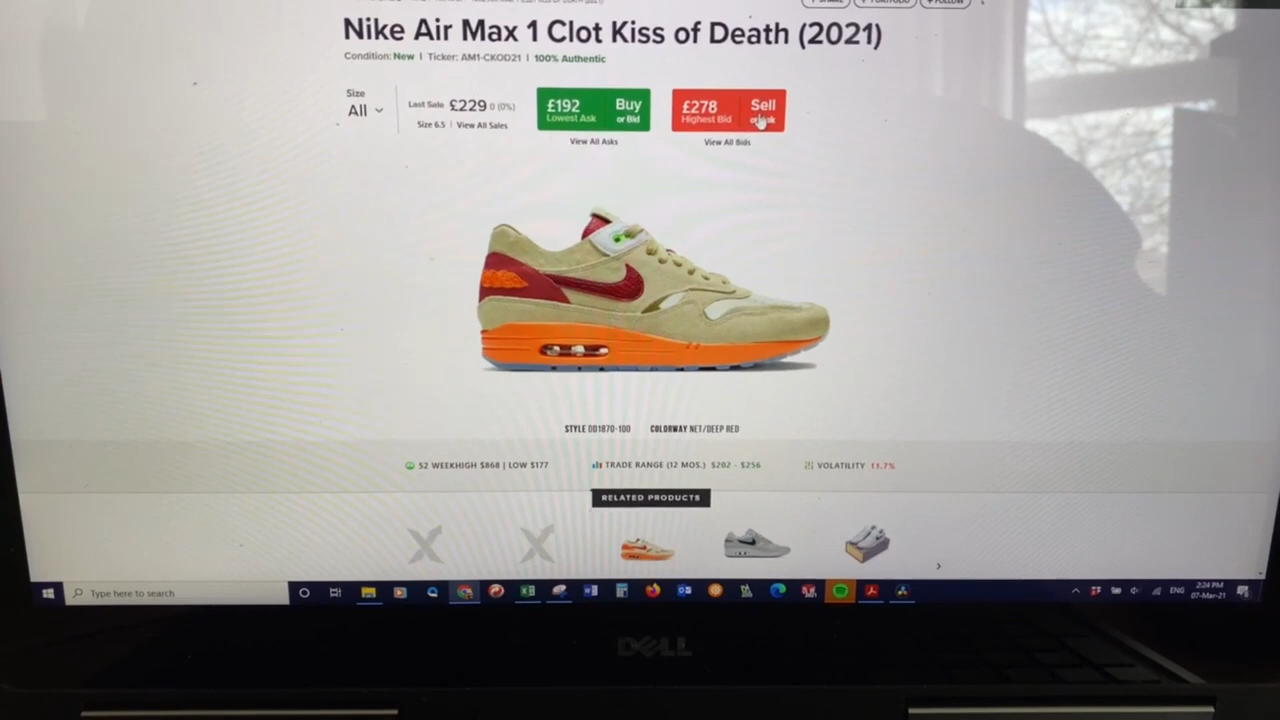 Nike Air Max 1 Clot Kiss of Death (2021)
Condition: New | Ticker: AM1-CKOD21 | 100% Authentic
Size
All
Last Sale £229 0 (0%)
Size 6.5 | View All Sales
£192 Buy
Lowest Ask or Bid
View All Asks
£278 Sell
Highest Bid
View All Bids
STYLE DD1870-100 COLORWAY NET/DEEP RED
52 WEEKHIGH $868 | LOW $177 TRADE RANGE (12 MOS.) $202 - $256 VOLATILITY 11.7%
RELATED PRODUCTS
Type here to search
ENG
2:24 PM
07-Mar-21
DELL